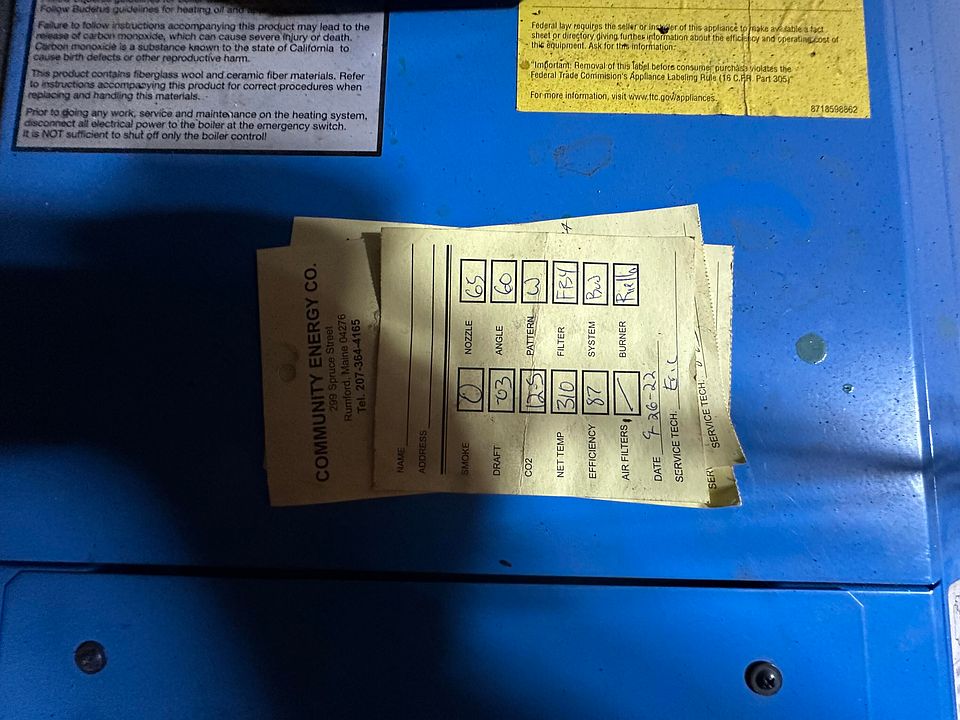 Follow Buderus guidelines for heating oil and
Failure to follow instructions accompanying this product may lead to the
release of carbon monoxide, which can cause severe injury or death.
Carbon monoxide is a substance known to the state of California to
cause birth defects or other reproductive harm.
This product contains fiberglass wool and ceramic fiber materials. Refer
to instructions accompanying this product for correct procedures when
replacing and handling this materials.
Prior to doing any work, service and maintenance on the heating system,
disconnect all electrical power to the boiler at the emergency switch.
It is NOT sufficient to shut off only the boiler control!
Federal law requires the seller or installer of this appliance to make available a fact
sheet or directory giving further information about the efficiency and operating cost of
this equipment. Ask for this information.
"Important: Removal of this label before consumer purchase violates the
Federal Trade Commision's Appliance Labeling Rule (16 C.F.R. Part 305)"
For more information, visit www.ftc.gov/appliances.
8718598862
COMMUNITY ENERGY CO.
299 Spruce Street
Rumford, Maine 04276
Tel. 207-364-4165
NAME
ADDRESS
SMOKE 0 NOZZLE 65
DRAFT -03 ANGLE 60
CO2 12.5 PATTERN W
NET TEMP 310 FILTER
EFFICIENCY 87 SYSTEM
AIR FILTERS BURNER Riello
DATE 9-26-22
SERVICE TECH. Eric
SERVICE TECH.
SER